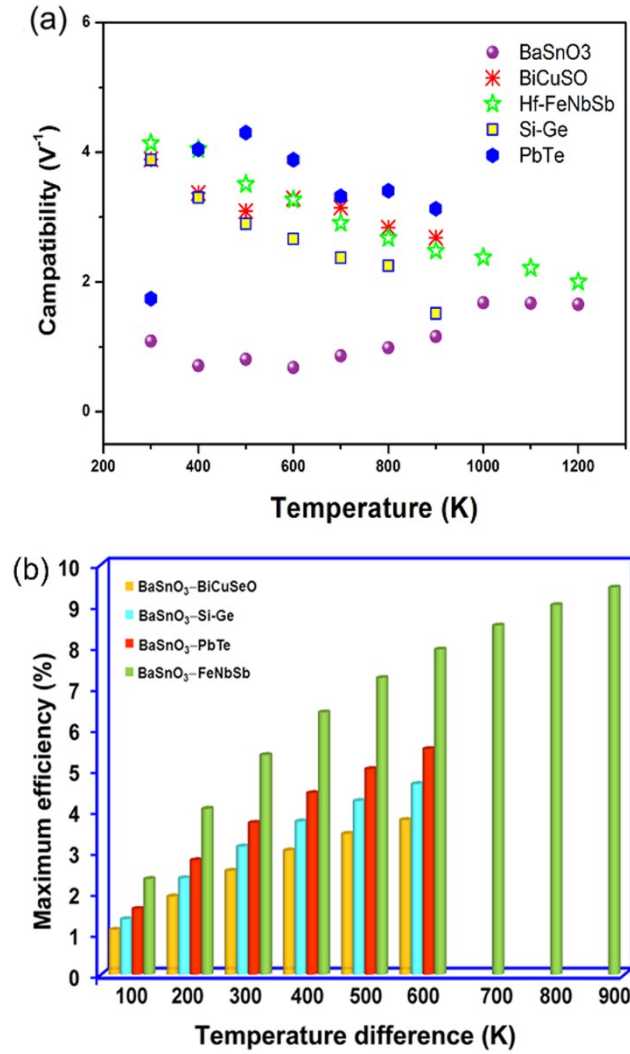 (a)
6
4
2
0
Campatibility (V⁻¹)
BaSnO3
BiCuSO
Hf-FeNbSb
Si-Ge
PbTe
200 400 600 800 1000 1200
Temperature (K)
(b)
10
9
8
7
6
5
4
3
2
1
0
Maximum efficiency (%)
BaSnO₃–BiCuSeO
BaSnO₃–Si-Ge
BaSnO₃–PbTe
BaSnO₃–FeNbSb
100 200 300 400 500 600 700 800 900
Temperature difference (K)